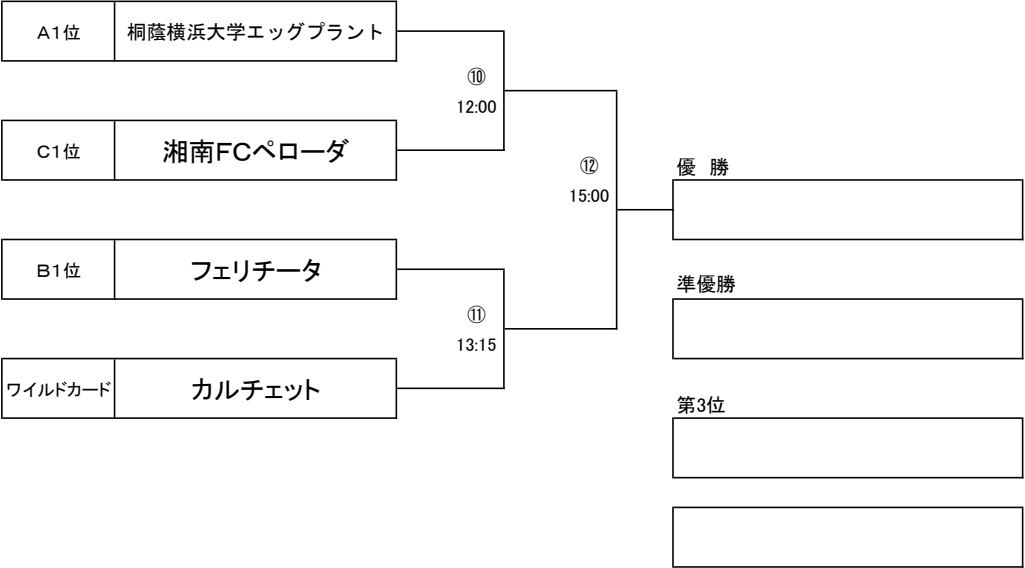 A1位
桐蔭横浜大学エッグプラント
⑩
12:00
C1位
湘南FCペローダ
⑫
15:00
優　勝
B1位
フェリチータ
準優勝
⑪
13:15
ワイルドカード
カルチェット
第3位